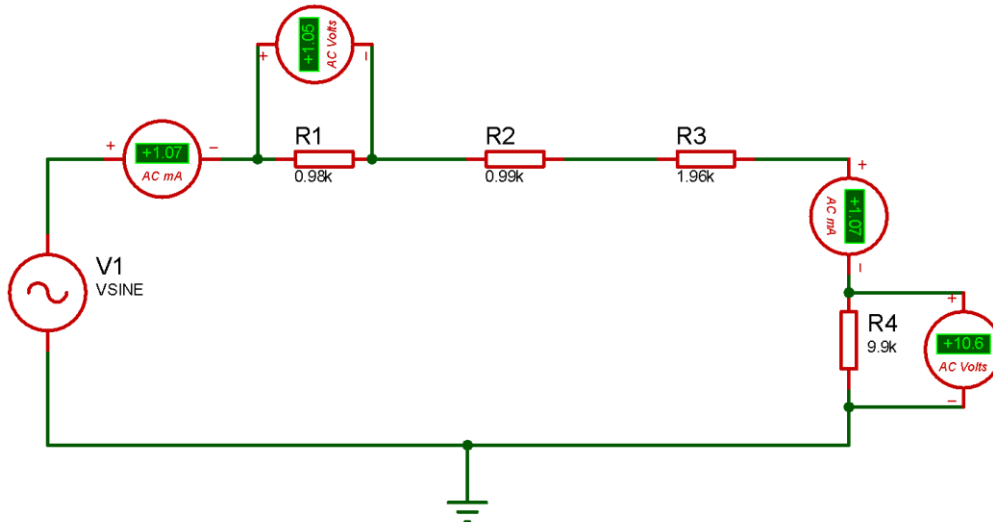 +1.05
AC Volts
+
−
R1
0.98k
R2
0.99k
R3
1.96k
+
+1.07
AC mA
−
+
+1.07
AC mA
−
V1
VSINE
R4
9.9k
+
+10.6
AC Volts
−